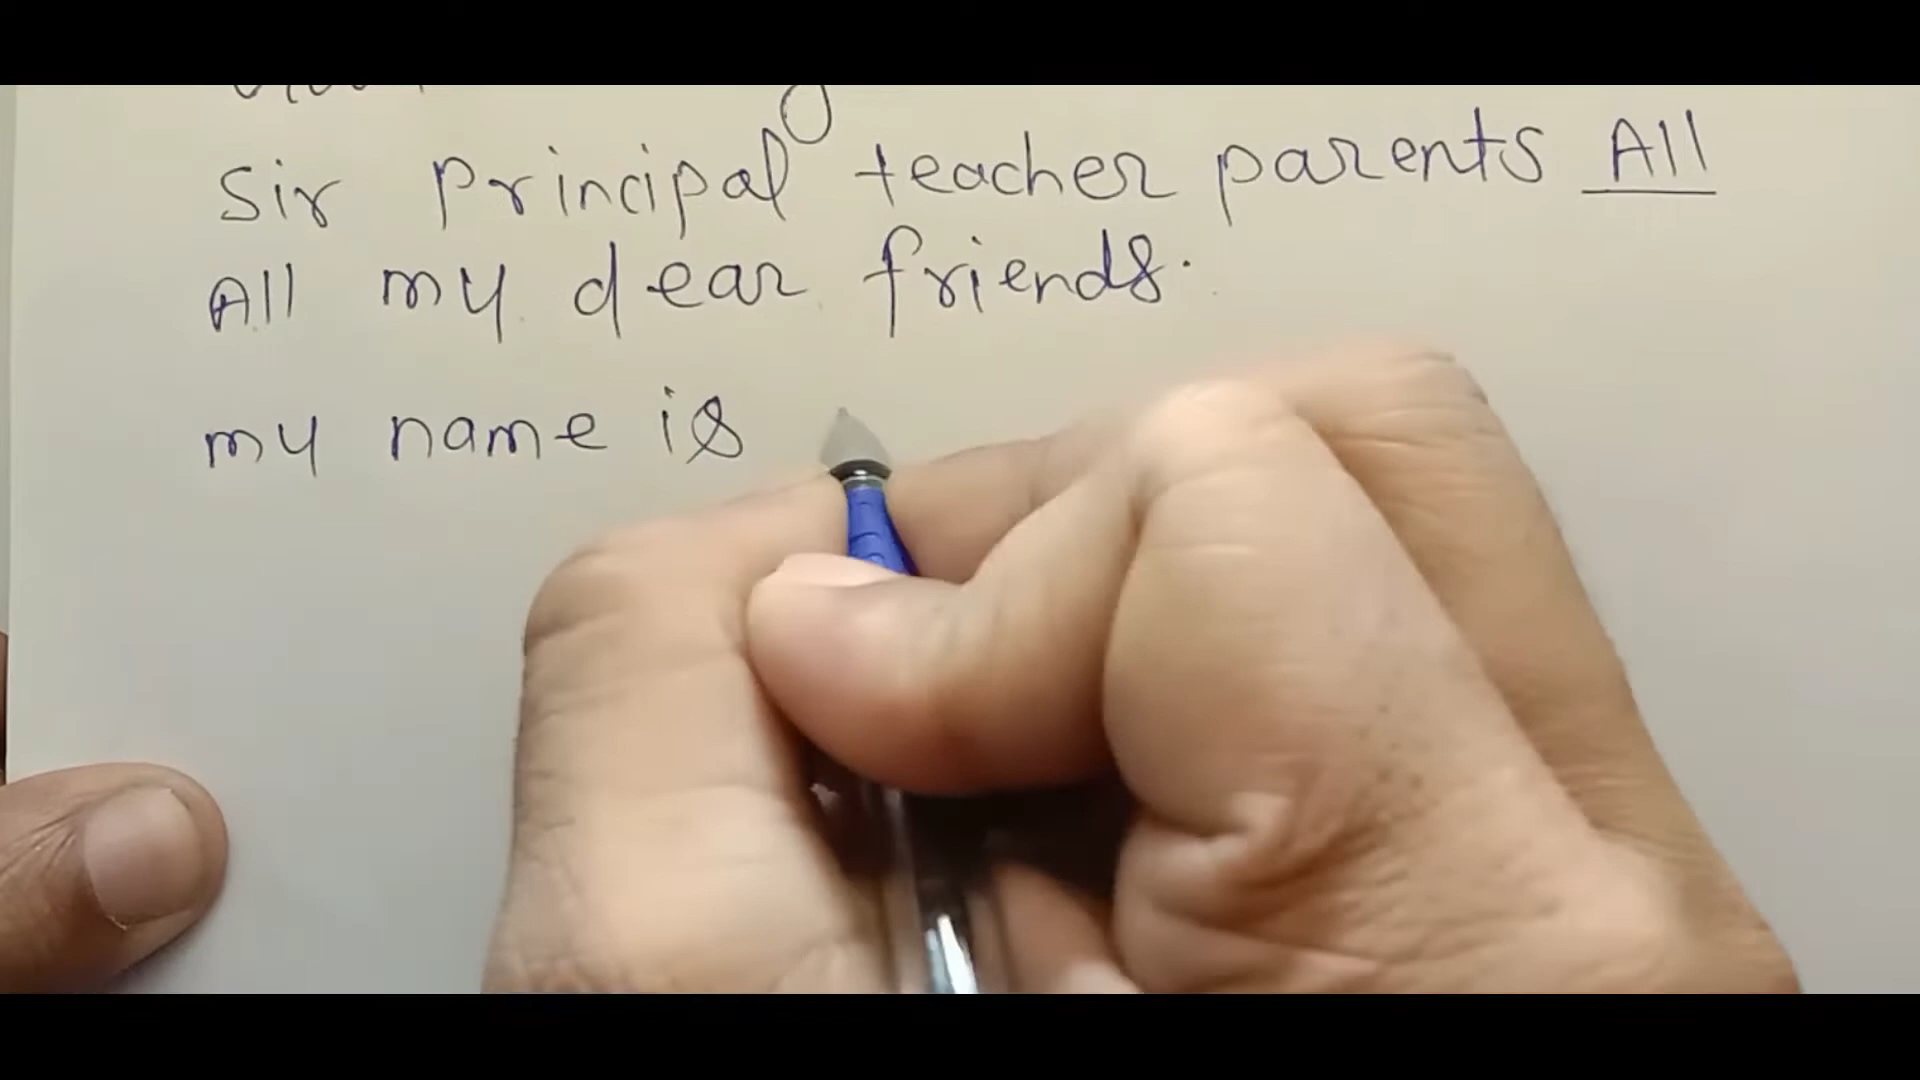 Sir Principal teacher parents All
All my dear friends.
my name is